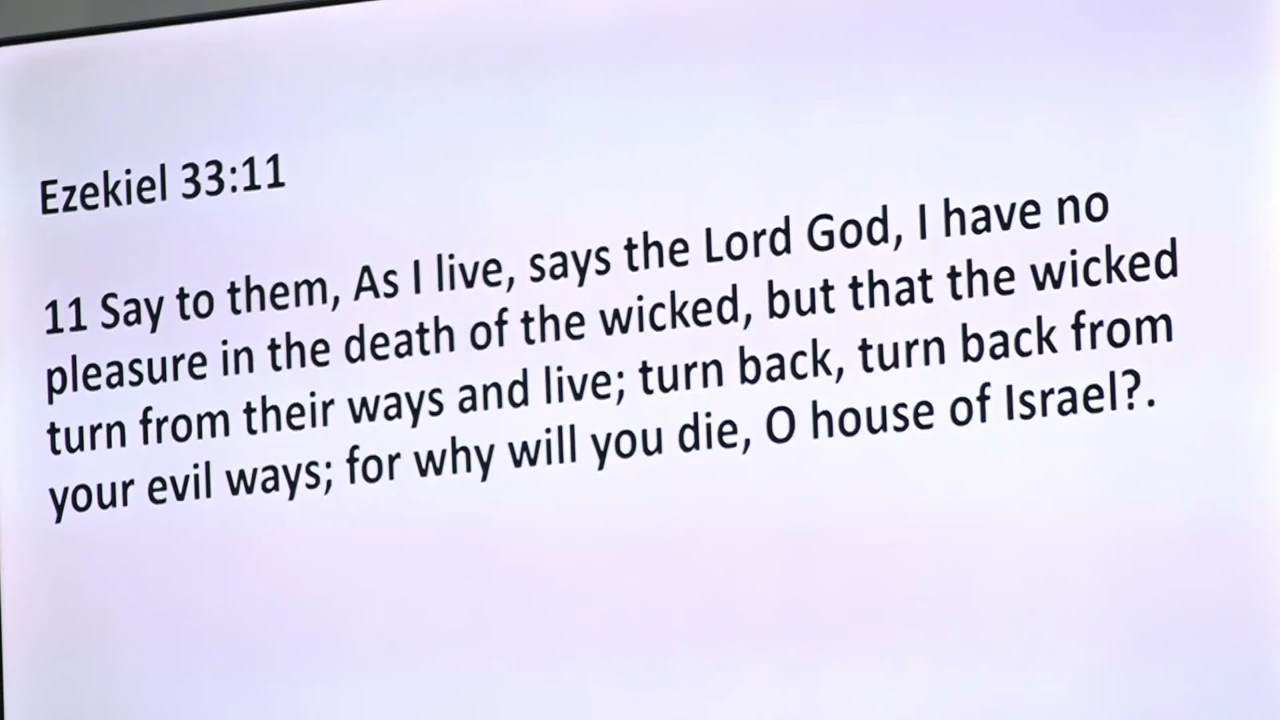 Ezekiel 33:11
11 Say to them, As I live, says the Lord God, I have no
pleasure in the death of the wicked, but that the wicked
turn from their ways and live; turn back, turn back from
your evil ways; for why will you die, O house of Israel?.